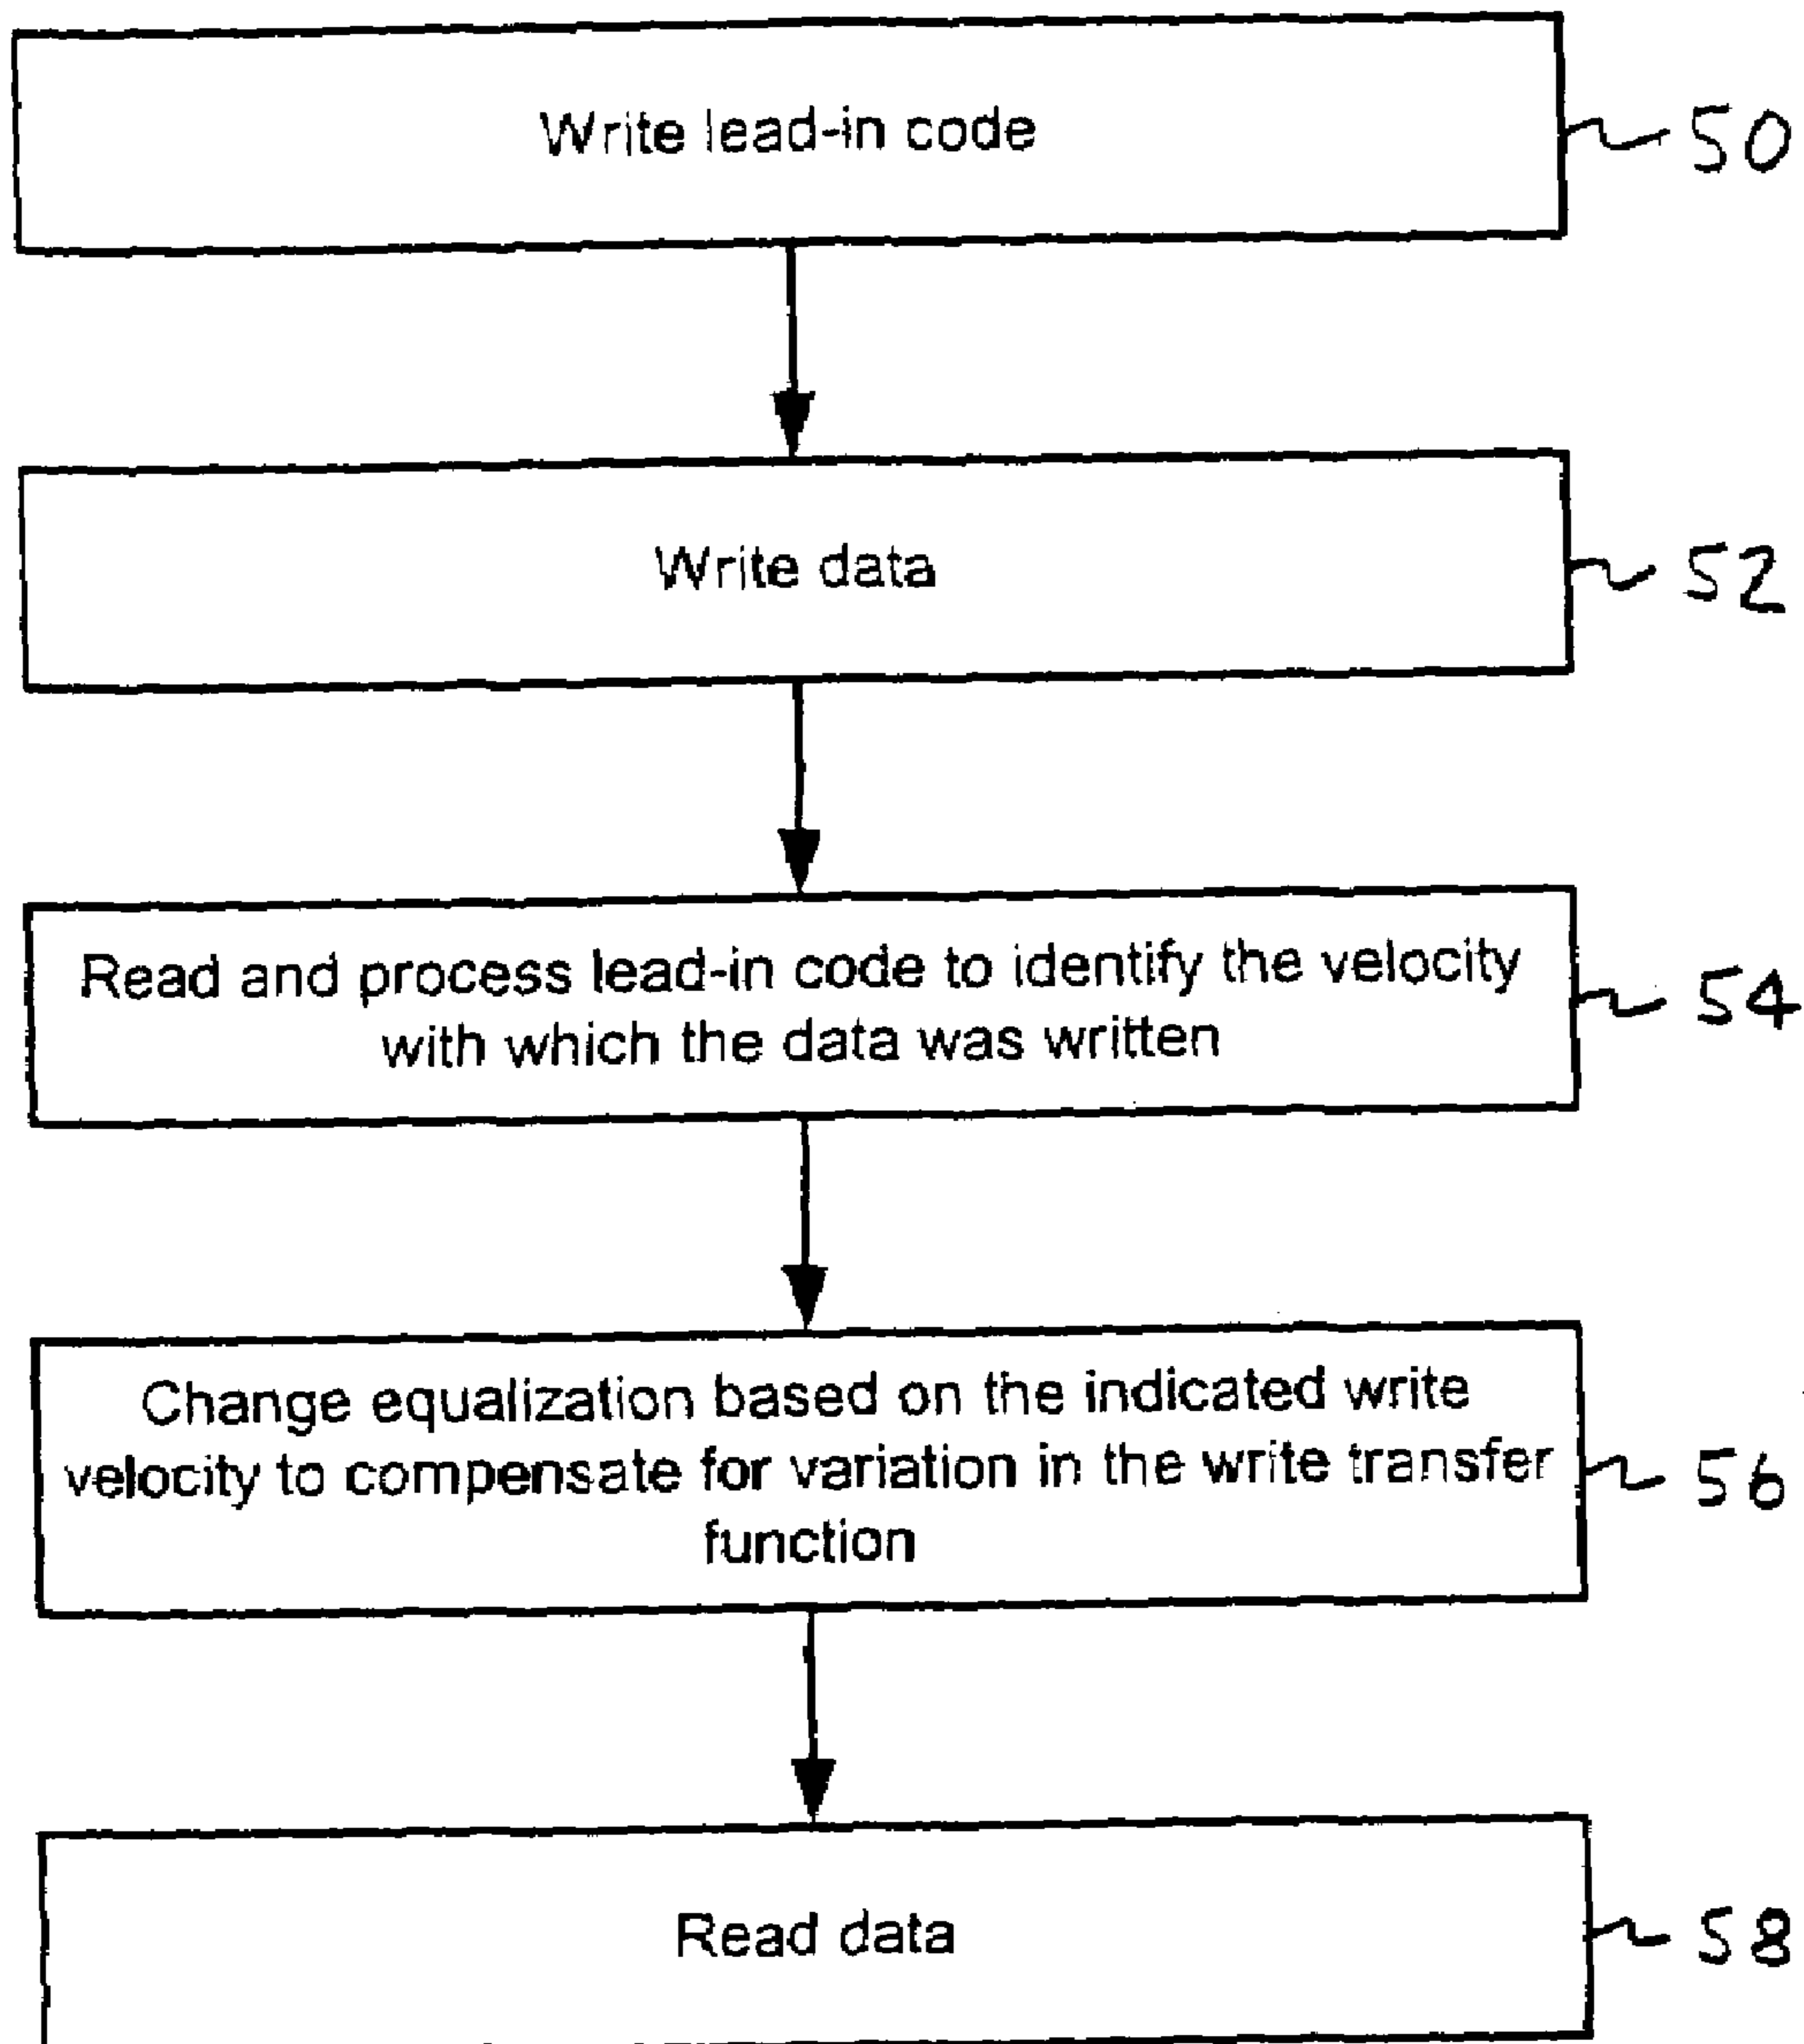 Write lead-in code
50
Write data
52
Read and process lead-in code to identify the velocity
with which the data was written
54
Change equalization based on the indicated write
velocity to compensate for variation in the write transfer
function
56
Read data
58